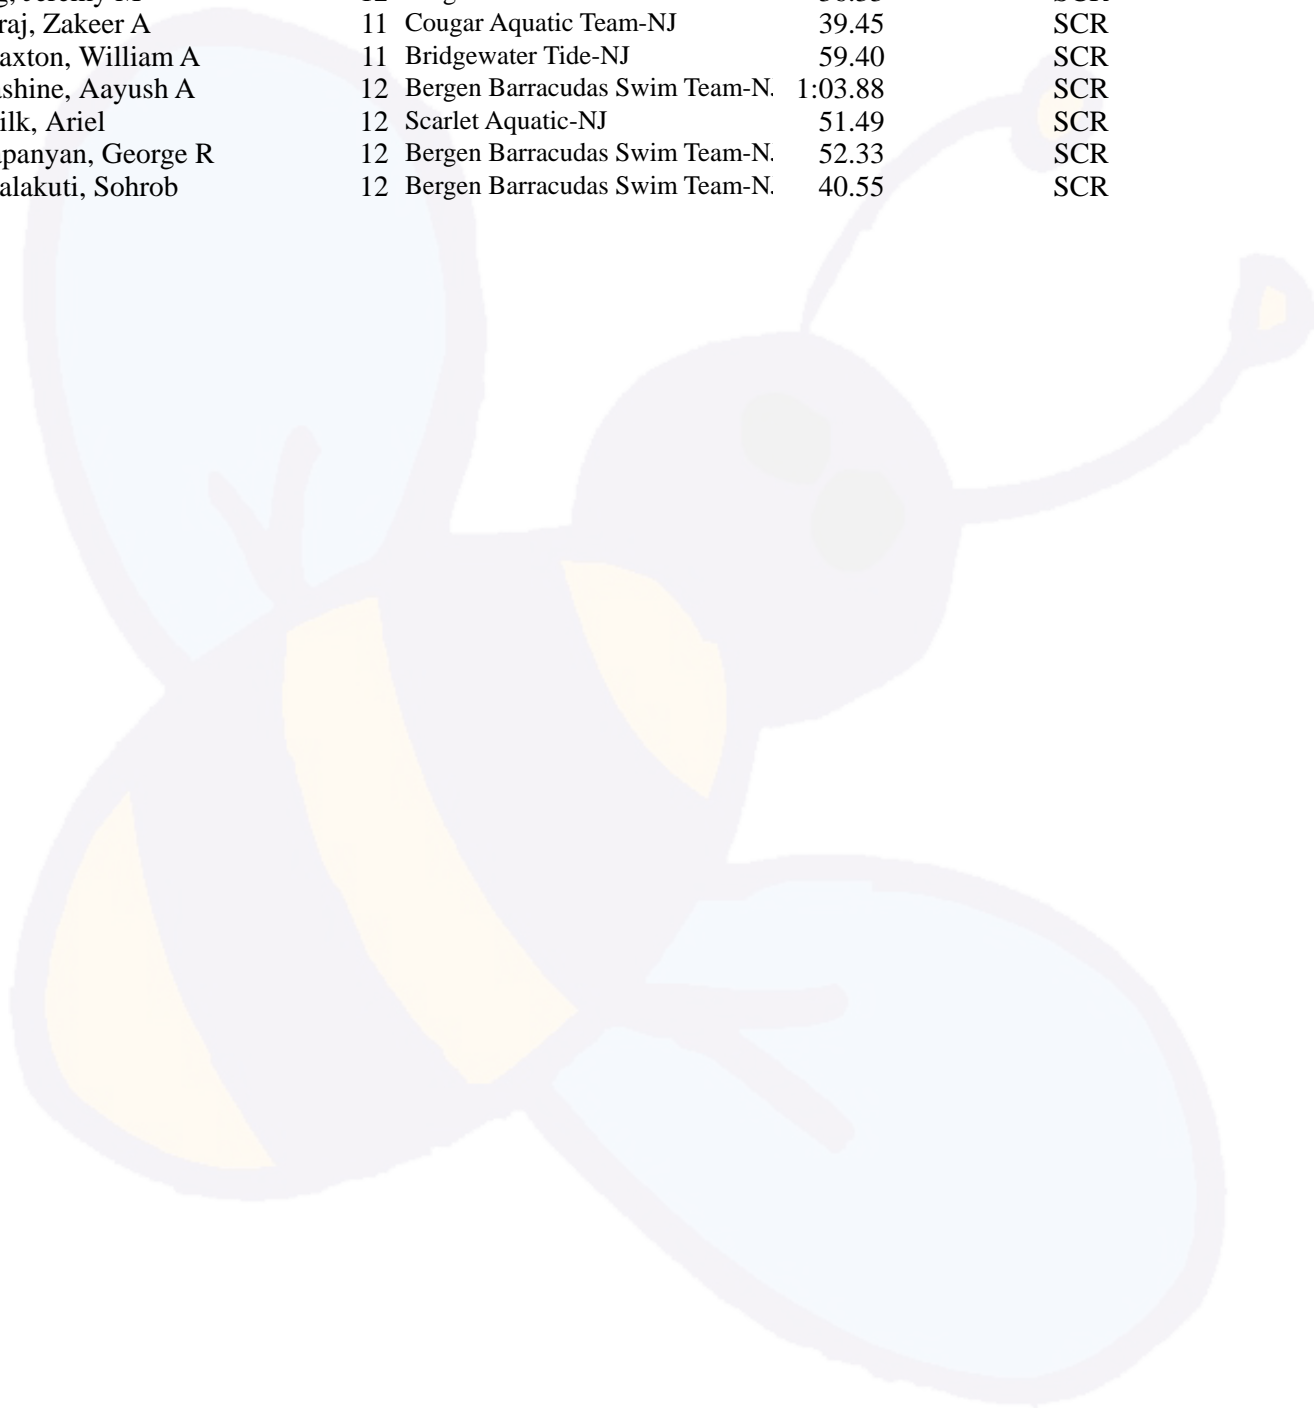 12 SCR
raj, Zakeer A 11 Cougar Aquatic Team-NJ 39.45 SCR
axton, William A 11 Bridgewater Tide-NJ 59.40 SCR
shine, Aayush A 12 Bergen Barracudas Swim Team-N. 1:03.88 SCR
ilk, Ariel 12 Scarlet Aquatic-NJ 51.49 SCR
apanyan, George R 12 Bergen Barracudas Swim Team-N. 52.33 SCR
alakuti, Sohrob 12 Bergen Barracudas Swim Team-N. 40.55 SCR